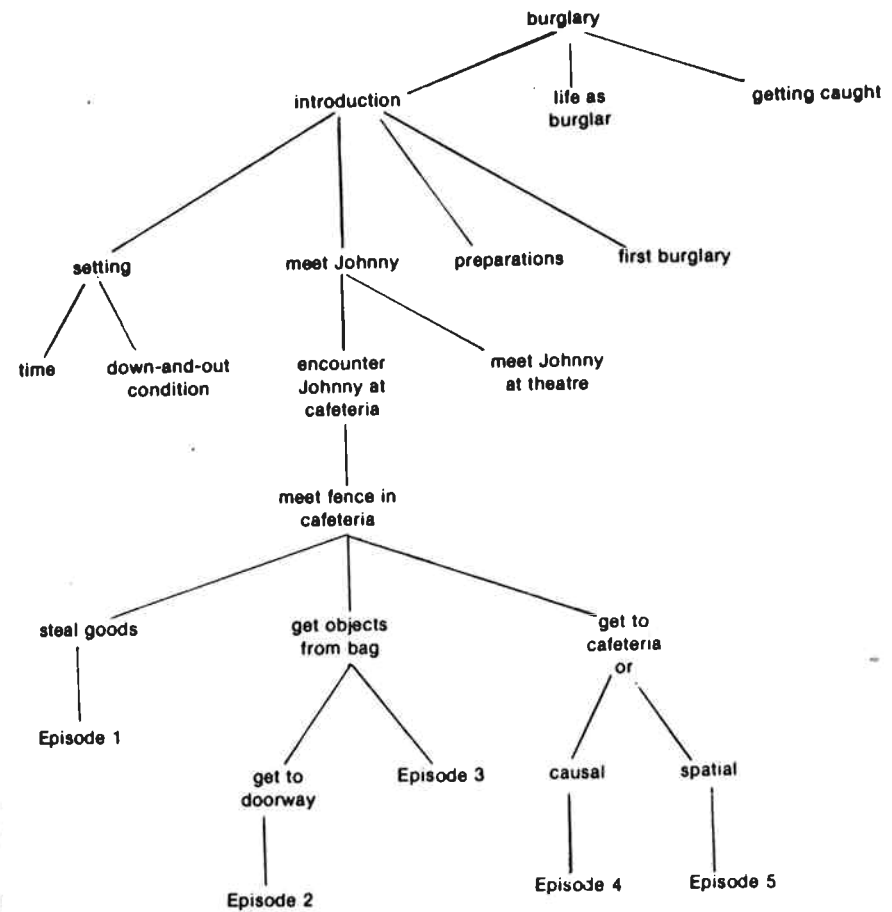 burglary
introduction
life as
burglar
getting caught
setting
meet Johnny
preparations
first burglary
time
down-and-out
condition
encounter
Johnny at
cafeteria
meet Johnny
at theatre
meet fence in
cafeteria
steal goods
get objects
from bag
get to
cafeteria
or
Episode 1
get to
doorway
Episode 3
causal
spatial
Episode 2
Episode 4
Episode 5